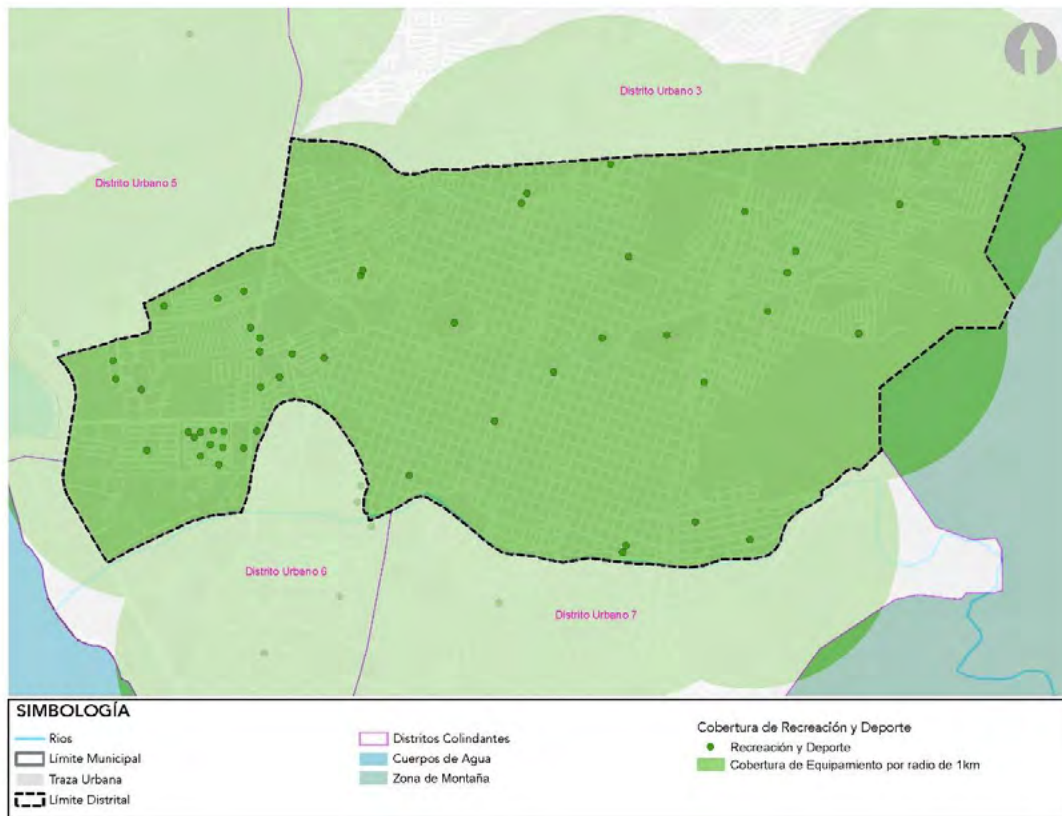 Distrito Urbano 3
Distrito Urbano 5
Distrito Urbano 6
Distrito Urbano 7
SIMBOLOGÍA
Rios
Límite Municipal
Traza Urbana
Límite Distrital
Distritos Colindantes
Cuerpos de Agua
Zona de Montaña
Cobertura de Recreación y Deporte
Recreación y Deporte
Cobertura de Equipamiento por radio de 1km